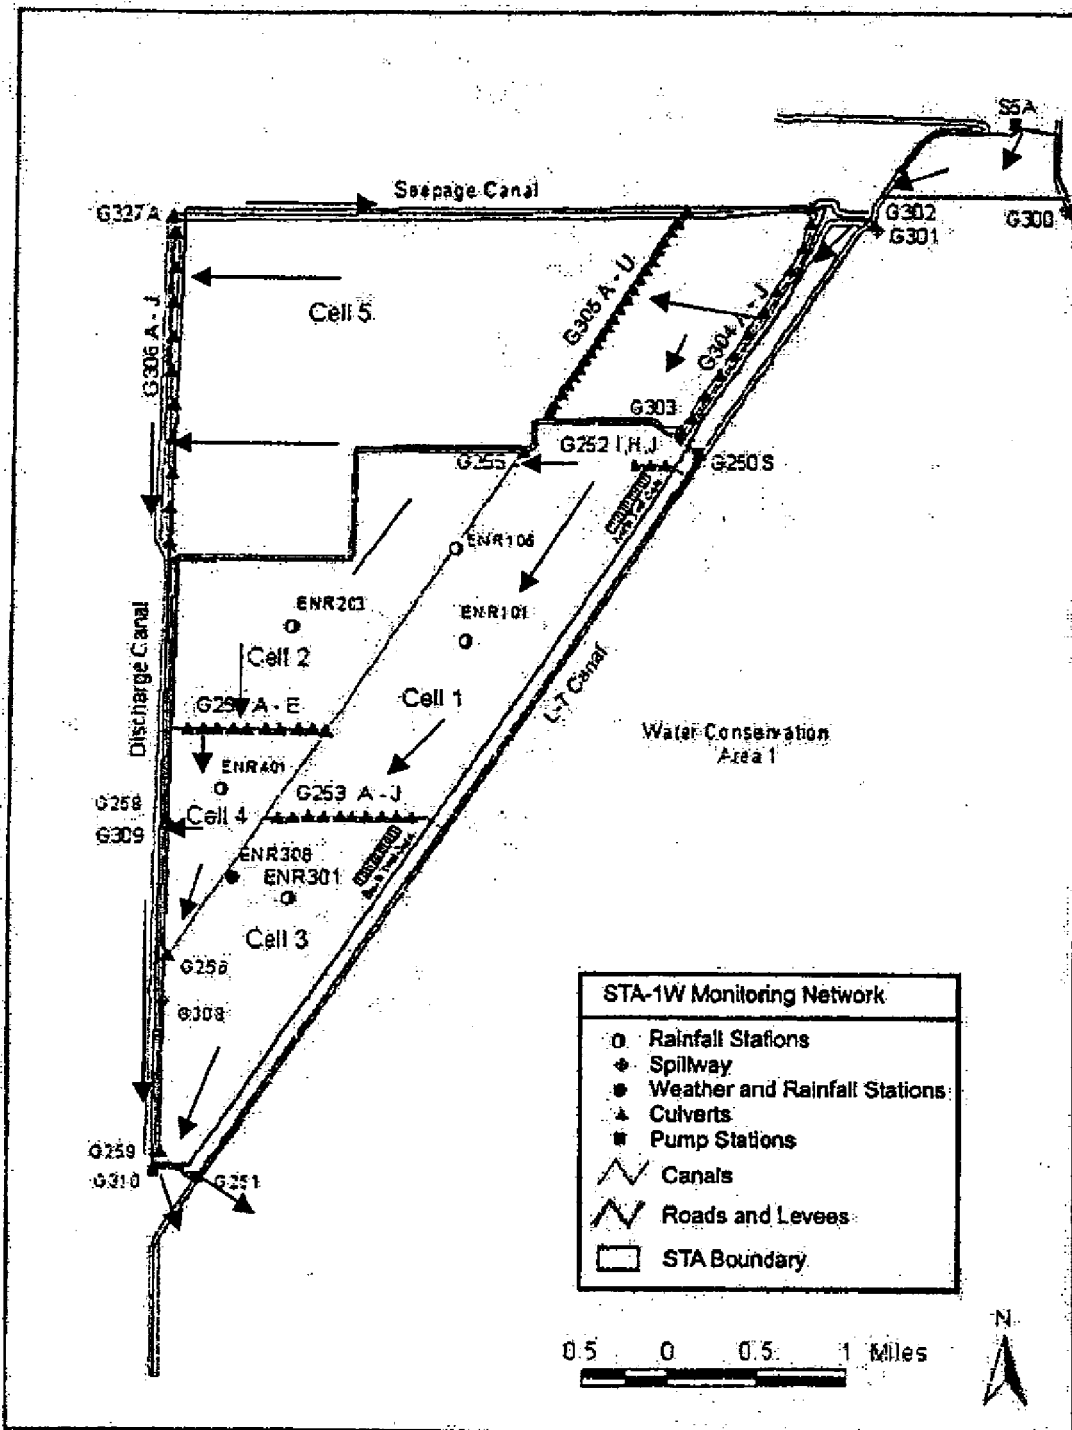 S5A
Seepage Canal
G327A
G302
G300
G301
G305 A - U
Cell 5
G306 A - J
G304 A - J
G303
G252 I,H,J
G255
G250 S
ENR106
ENR203
ENR101
Cell 2
Discharge Canal
Cell 1
L-7 Canal
A - E
Water Conservation
Area 1
ENR401
G253 A - J
G258
Cell 4
G309
ENR308
ENR301
Cell 3
G256
G308
STA-1W Monitoring Network
Rainfall Stations
Spillway
Weather and Rainfall Stations
Culverts
Pump Stations
Canals
Roads and Levees
STA Boundary
G259
G310
G251
N
0.5 0 0.5 1 Miles